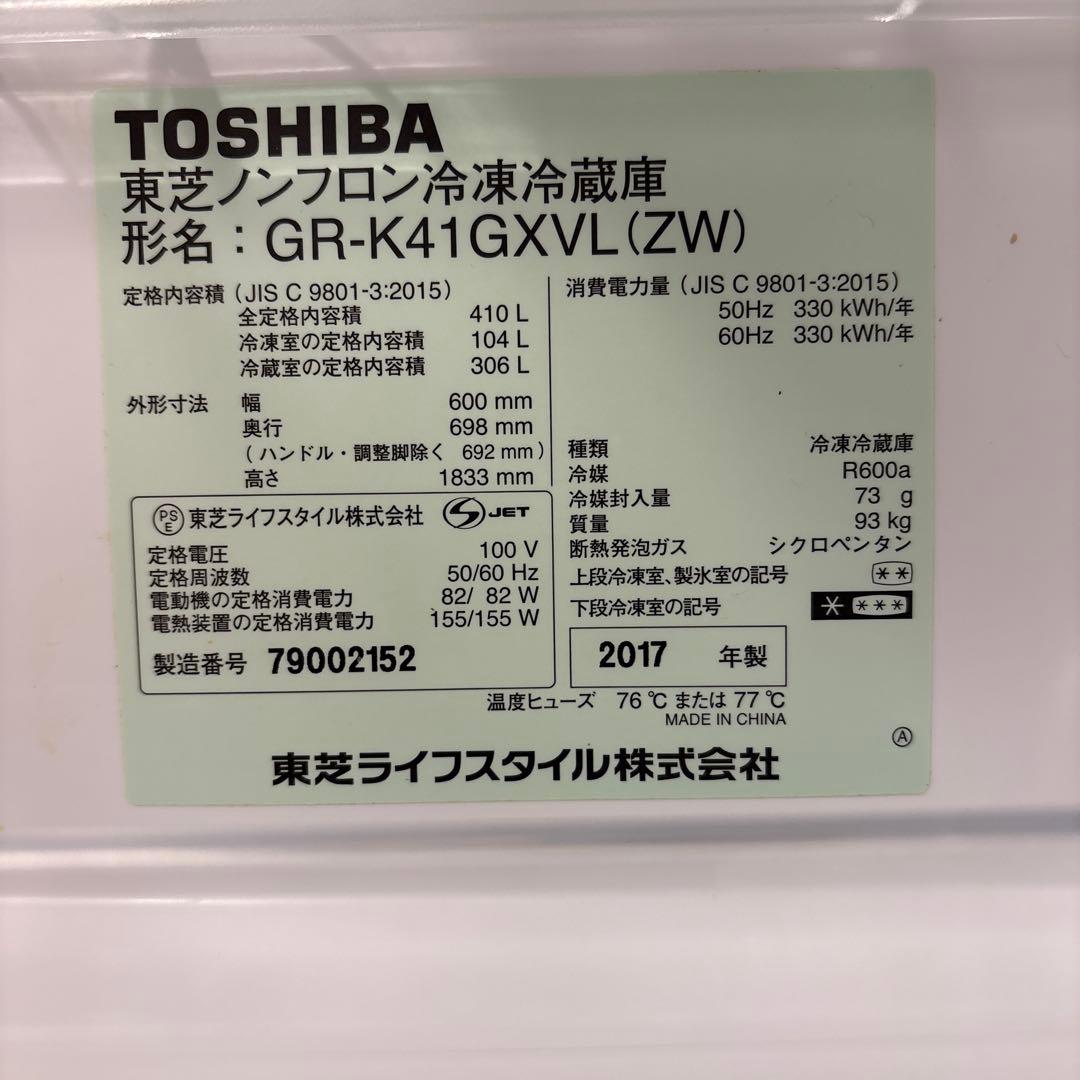 TOSHIBA
東芝ノンフロン冷凍冷蔵庫
形名：GR-K41GXVL(ZW)
定格内容積（JIS C 9801-3:2015）
全定格内容積 410 L
冷凍室の定格内容積 104 L
冷蔵室の定格内容積 306 L
外形寸法 幅 600 mm
奥行 698 mm
（ハンドル・調整脚除く 692 mm）
高さ 1833 mm
PS E 東芝ライフスタイル株式会社 S JET
定格電圧 100 V
定格周波数 50/60 Hz
電動機の定格消費電力 82/ 82 W
電熱装置の定格消費電力 155/155 W
製造番号 79002152
消費電力量（JIS C 9801-3:2015）
50Hz 330 kWh/年
60Hz 330 kWh/年
種類 冷凍冷蔵庫
冷媒 R600a
冷媒封入量 73 g
質量 93 kg
断熱発泡ガス シクロペンタン
上段冷凍室、製氷室の記号 **
下段冷凍室の記号 * ***
2017 年製
温度ヒューズ 76 ℃ または 77 ℃
MADE IN CHINA
Ⓐ
東芝ライフスタイル株式会社